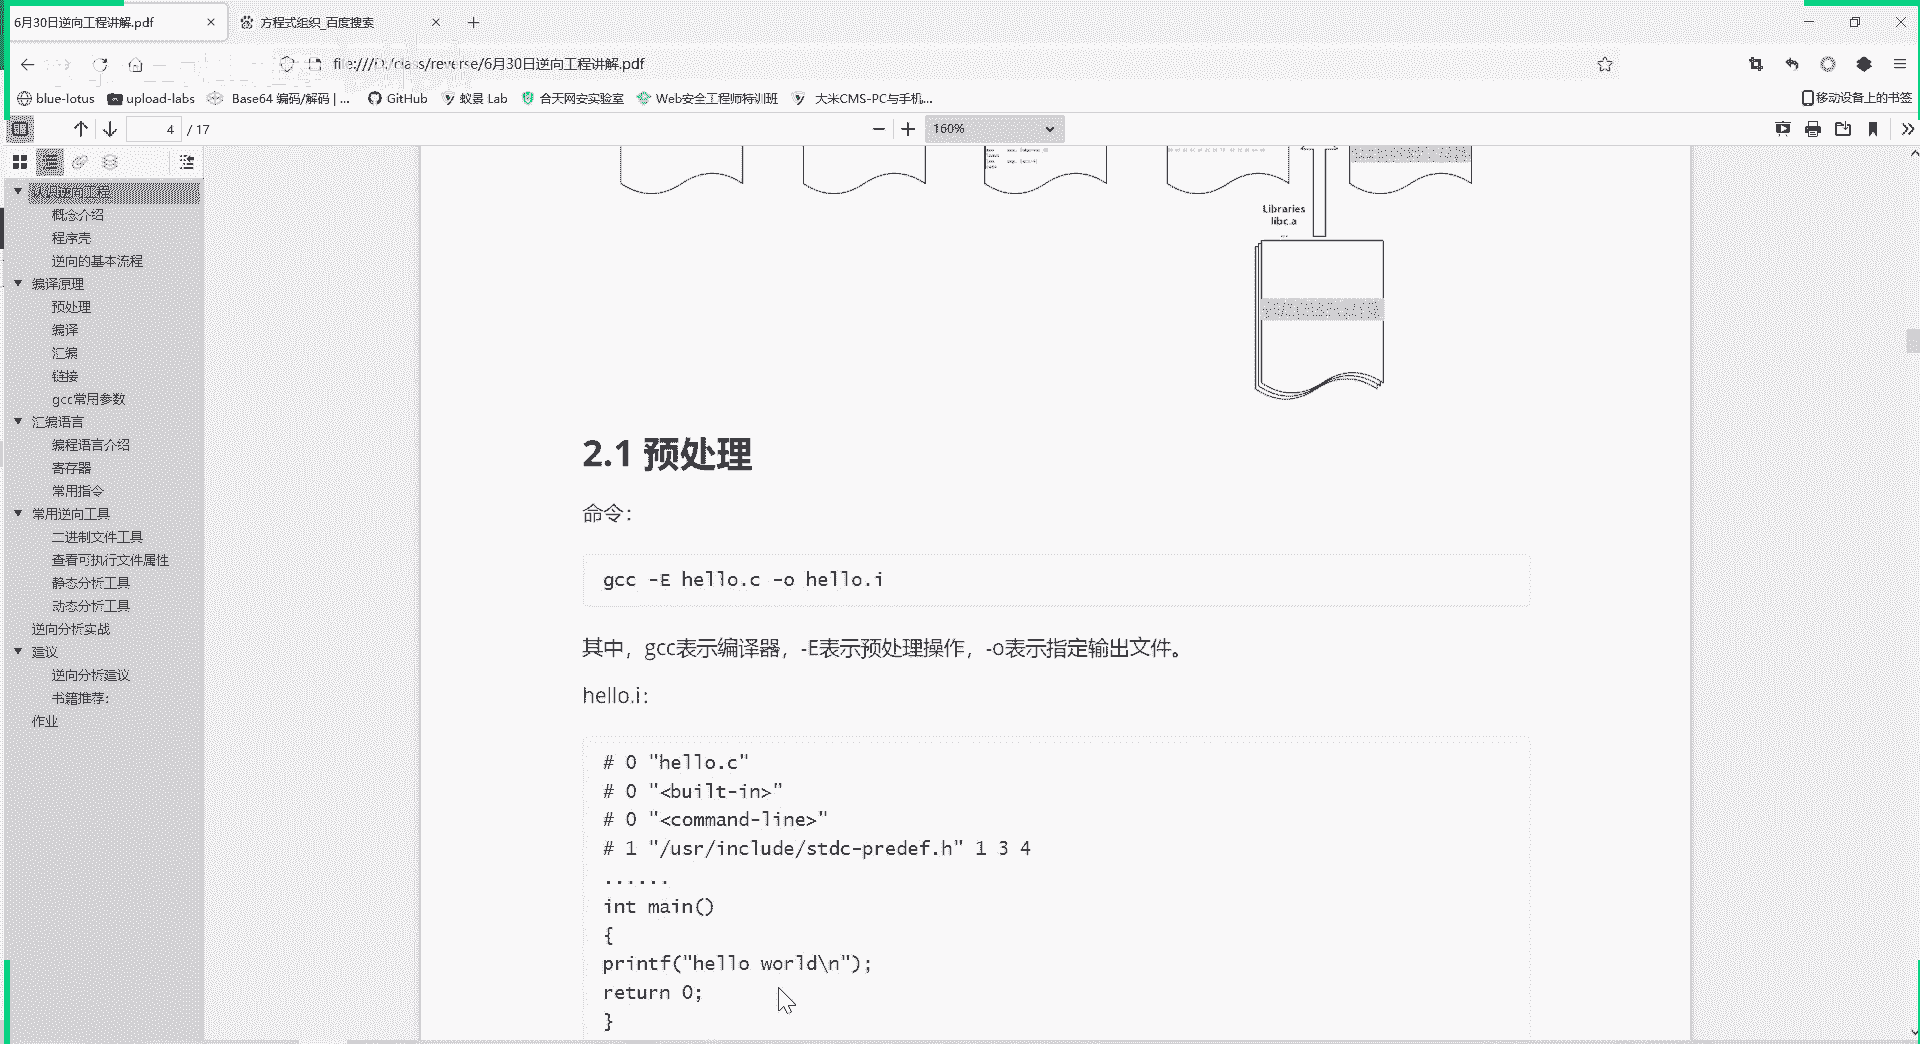 6月30日逆向工程讲解.pdf
方程式组织_百度搜索
file:///D:/class/reverse/6月30日逆向工程讲解.pdf
blue-lotus
upload-labs
Base64 编码/解码 | ...
GitHub
蚁景 Lab
合天网安实验室
Web安全工程师特训班
大米CMS-PC与手机...
移动设备上的书签
4 / 17
160%
认识逆向工程
概念介绍
程序壳
逆向的基本流程
编译原理
预处理
编译
汇编
链接
gcc常用参数
汇编语言
编程语言介绍
寄存器
常用指令
常用逆向工具
二进制文件工具
查看可执行文件属性
静态分析工具
动态分析工具
逆向分析实战
建议
逆向分析建议
书籍推荐:
作业
Libraries
libc.a
2.1 预处理
命令：
gcc -E hello.c -o hello.i
其中，gcc表示编译器，-E表示预处理操作，-o表示指定输出文件。
hello.i:
# 0 "hello.c"
# 0 "<built-in>"
# 0 "<command-line>"
# 1 "/usr/include/stdc-predef.h" 1 3 4
......
int main()
{
printf("hello world\n");
return 0;
}